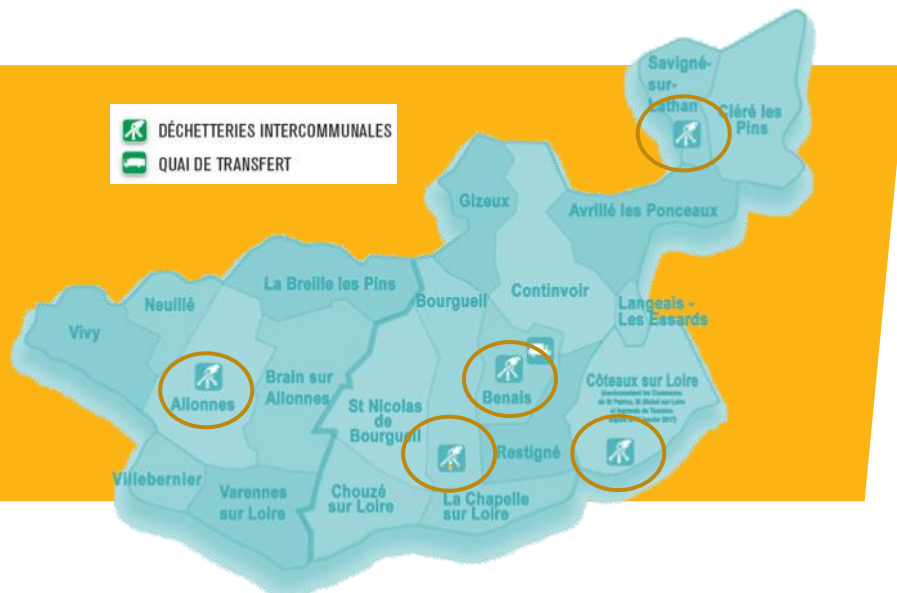 DÉCHETTERIES INTERCOMMUNALES
QUAI DE TRANSFERT
Savigné-
sur-
Lathan
Cléré les
Pins
Gizeux
Avrillé les Ponceaux
La Breille les Pins
Continvoir
Bourgueil
Neuillé
Langeais -
Les Essards
Vivy
Brain sur
Allonnes
Allonnes
Benais
Côteaux sur Loire
St Nicolas
de
Bourgueil
Restigné
Villebernier
Varennes
sur Loire
Chouzé
sur Loire
La Chapelle
sur Loire